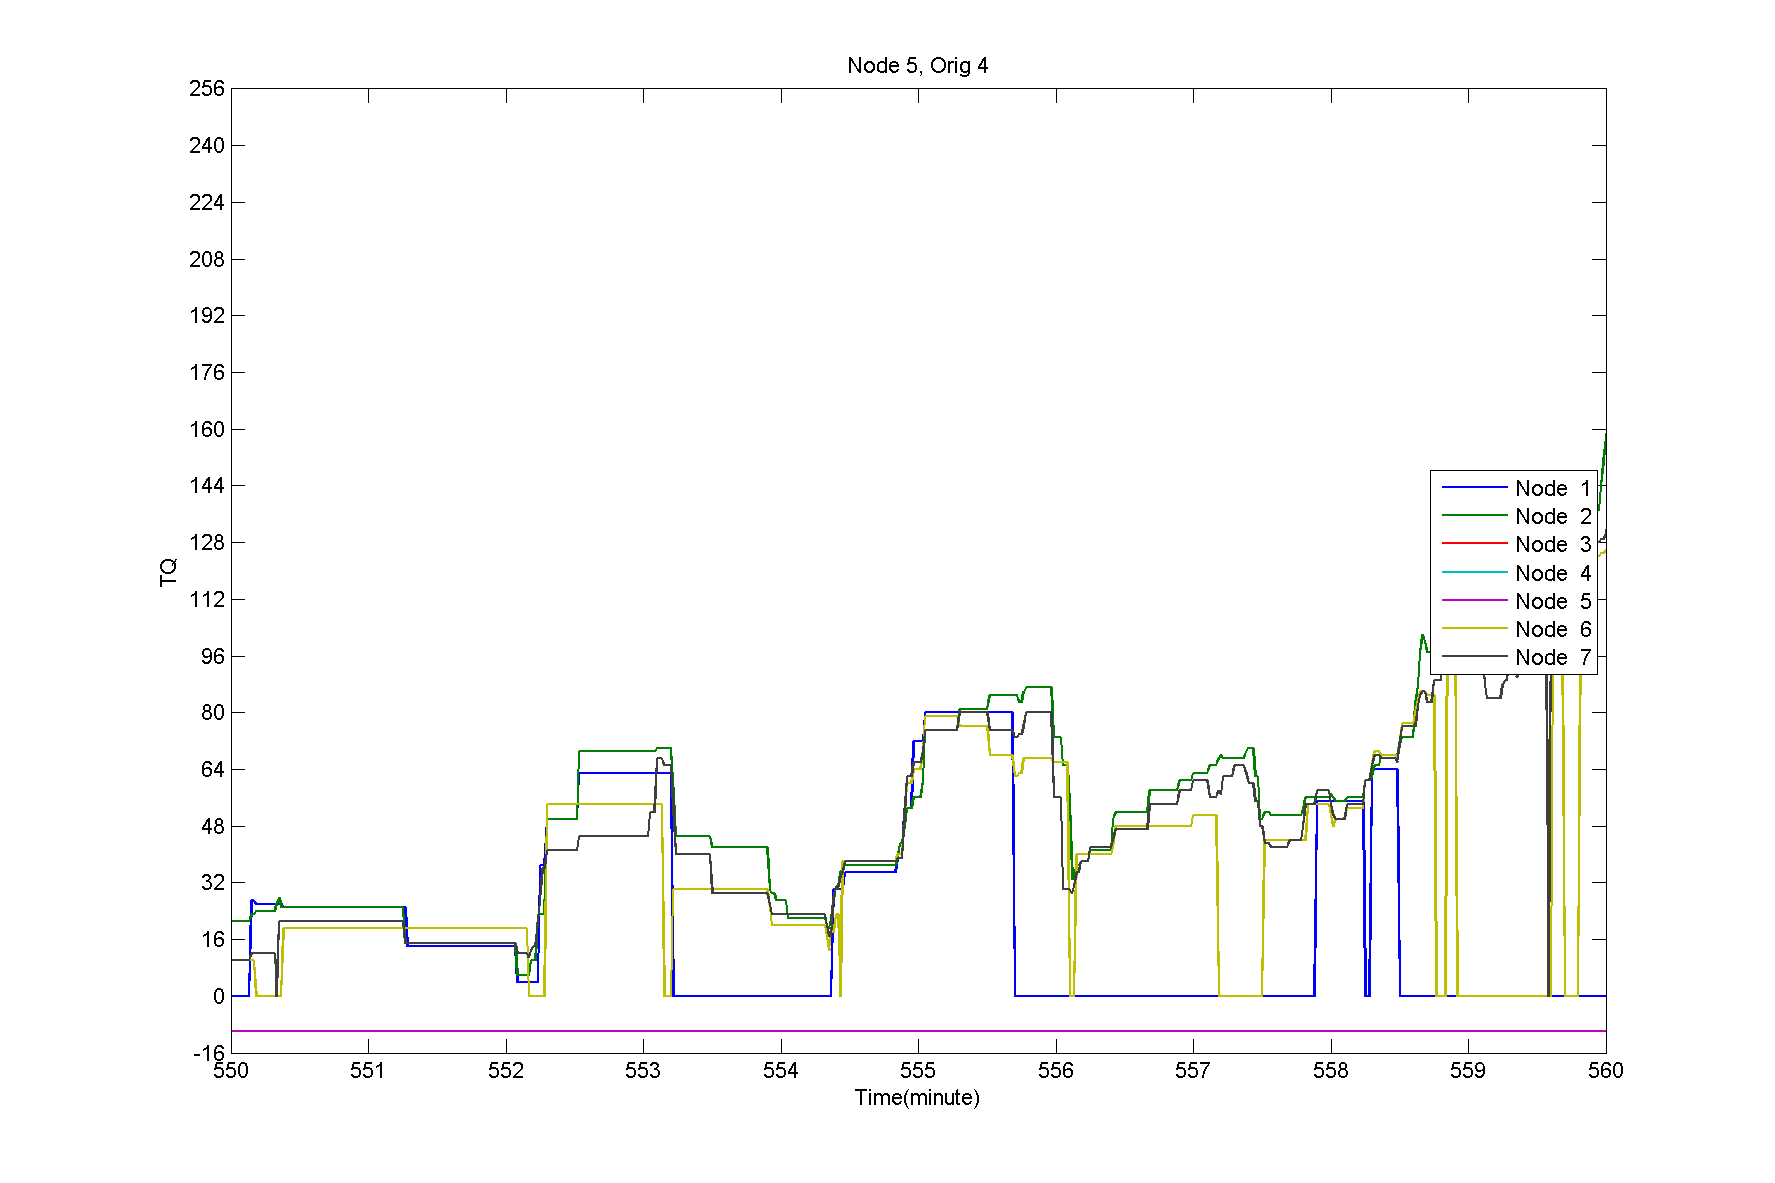 Node 5, Orig 4
256
240
224
208
192
176
160
144
128
112
96
80
64
48
32
16
0
-16
TQ
550 551 552 553 554 555 556 557 558 559 560
Time(minute)
Node 1
Node 2
Node 3
Node 4
Node 5
Node 6
Node 7